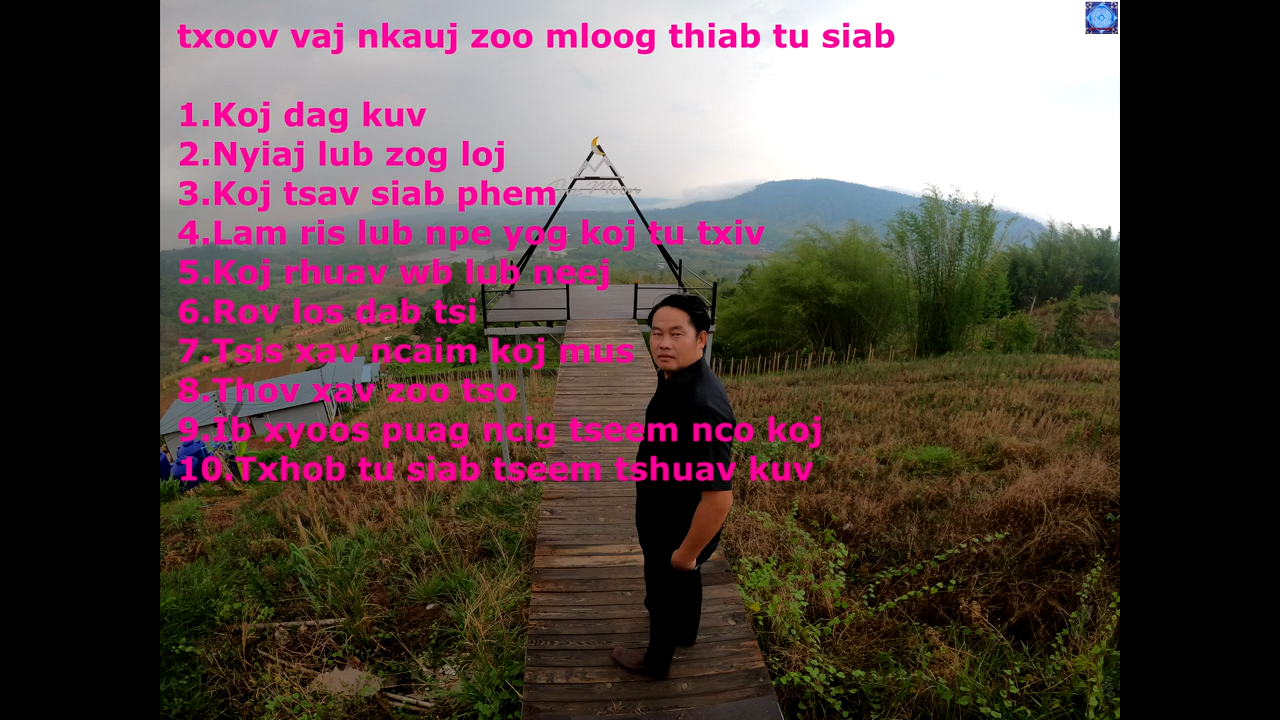 txoov vaj nkauj zoo mloog thiab tu siab
1.Koj dag kuv
2.Nyiaj lub zog loj
3.Koj tsav siab phem
4.Lam ris lub npe yog koj tu txiv
5.Koj rhuav wb lub neej
6.Rov los dab tsi
7.Tsis xav ncaim koj mus
8.Thov xav zoo tso
9.Ib xyoos puag ncig tseem nco koj
10.Txhob tu siab tseem tshuav kuv